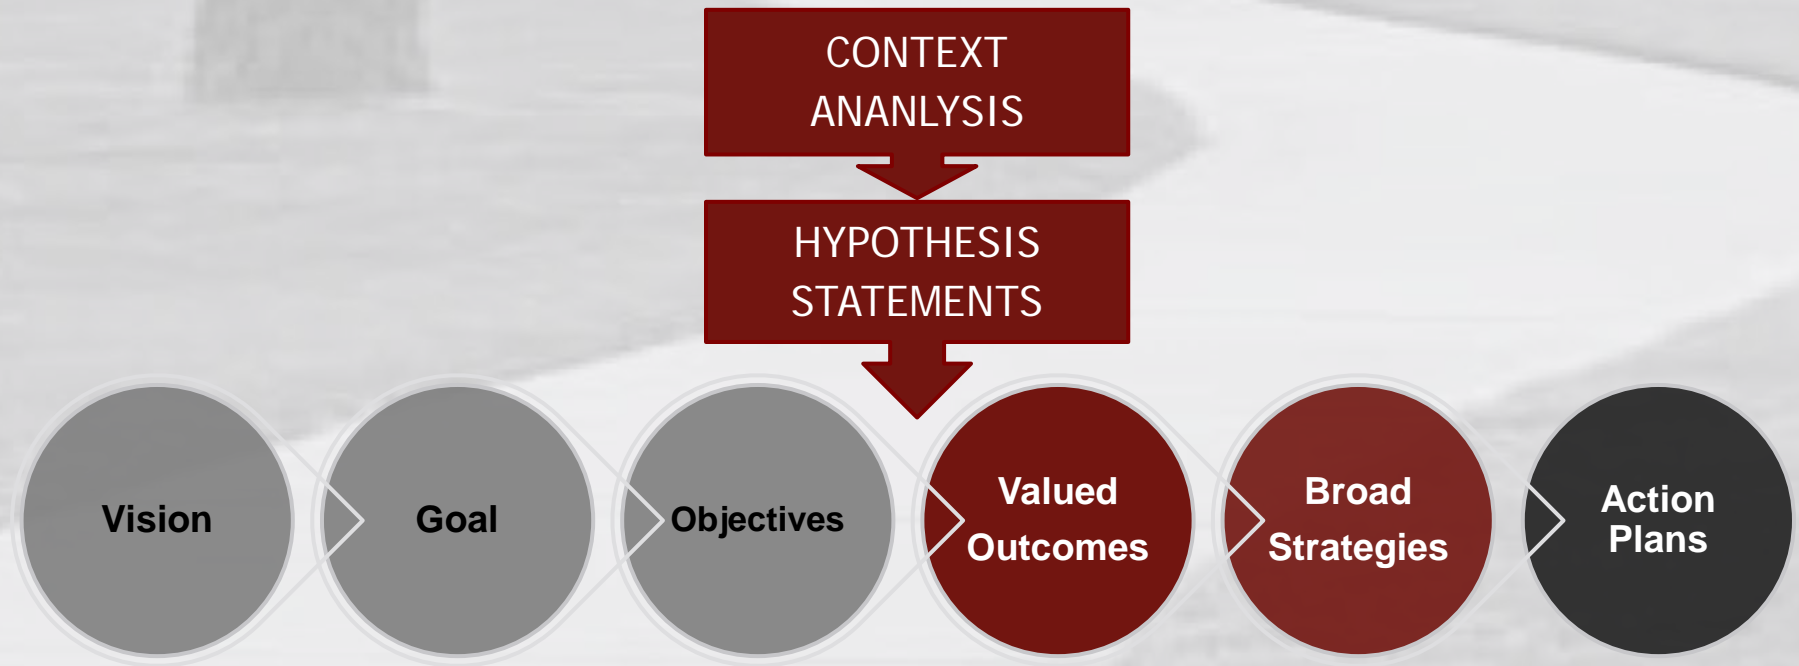 CONTEXT
ANANLYSIS
HYPOTHESIS
STATEMENTS
Vision
Goal
Objectives
Valued
Outcomes
Broad
Strategies
Action
Plans